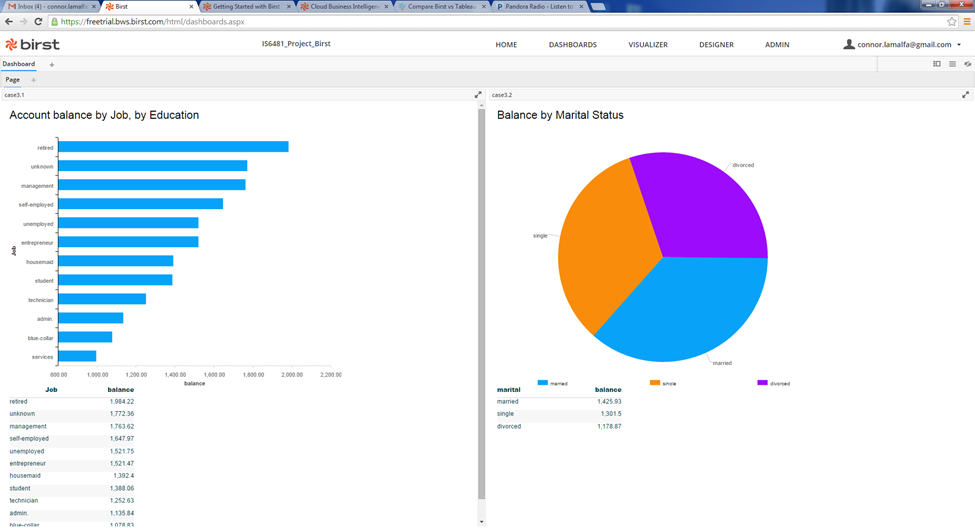 Inbox (4) - connor.lamalfa@
Birst
Getting Started with Birst
Cloud Business Intelligen
Compare Birst vs Tableau
Pandora Radio - Listen to
https://freetrial.bws.birst.com/html/dashboards.aspx
birst
IS6481_Project_Birst
HOME
DASHBOARDS
VISUALIZER
DESIGNER
ADMIN
connor.lamalfa@gmail.com
Dashboard +
Page +
case3.1
Account balance by Job, by Education
Job
retired
unknown
management
self-employed
unemployed
entrepreneur
housemaid
student
technician
admin.
blue-collar
services
800.00 1,000.00 1,200.00 1,400.00 1,600.00 1,800.00 2,000.00 2,200.00
balance
Job balance
retired 1,984.22
unknown 1,772.36
management 1,763.62
self-employed 1,647.97
unemployed 1,521.75
entrepreneur 1,521.47
housemaid 1,392.4
student 1,388.06
technician 1,252.63
admin. 1,135.84
blue-collar 1,078.83
case3.2
Balance by Marital Status
divorced
single
married
married single divorced
marital balance
married 1,425.93
single 1,301.5
divorced 1,178.87